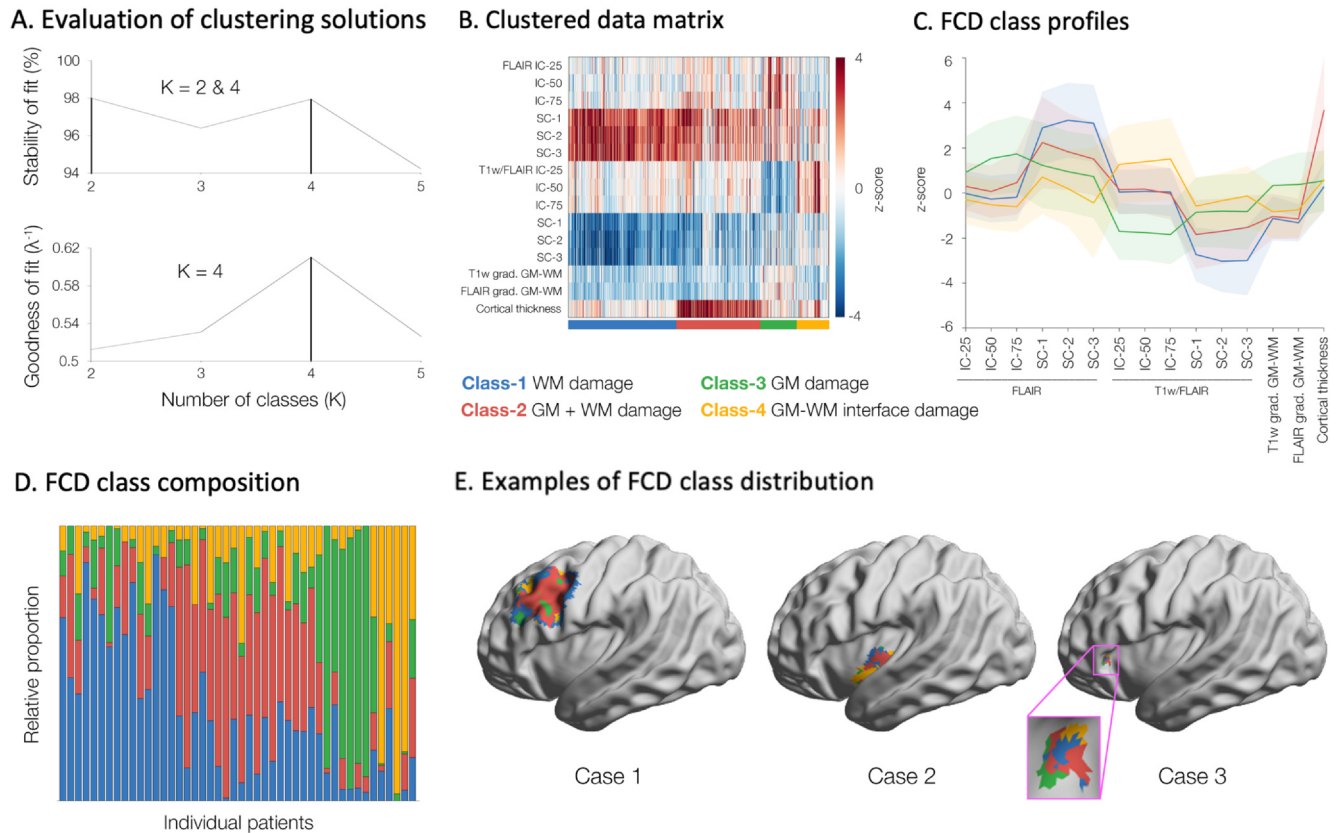 A. Evaluation of clustering solutions
Stability of fit (%)
100
98
96
94
K = 2 & 4
2
3
4
5
Goodness of fit (λ⁻¹)
0.62
0.58
0.54
0.5
K = 4
2
3
4
5
Number of classes (K)
B. Clustered data matrix
FLAIR IC-25
IC-50
IC-75
SC-1
SC-2
SC-3
T1w/FLAIR IC-25
IC-50
IC-75
SC-1
SC-2
SC-3
T1w grad. GM-WM
FLAIR grad. GM-WM
Cortical thickness
4
0
-4
z-score
Class-1 WM damage
Class-2 GM + WM damage
Class-3 GM damage
Class-4 GM-WM interface damage
C. FCD class profiles
z-score
6
4
2
0
-2
-4
-6
IC-25
IC-50
IC-75
SC-1
SC-2
SC-3
IC-25
IC-50
IC-75
SC-1
SC-2
SC-3
T1w grad. GM-WM
FLAIR grad. GM-WM
Cortical thickness
FLAIR
T1w/FLAIR
D. FCD class composition
Relative proportion
Individual patients
E. Examples of FCD class distribution
Case 1
Case 2
Case 3